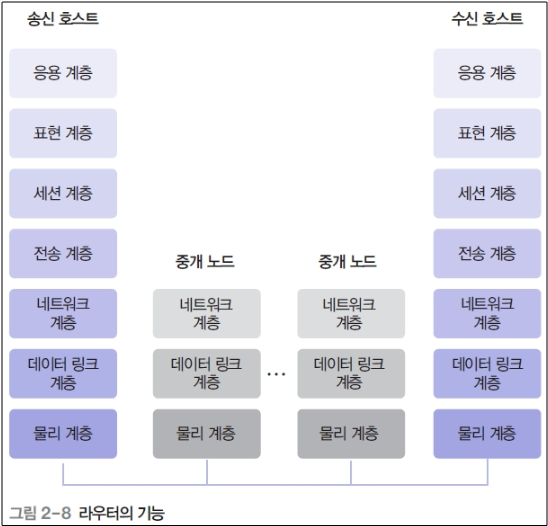 송신 호스트
수신 호스트
응용 계층
응용 계층
표현 계층
표현 계층
세션 계층
세션 계층
전송 계층
중개 노드
중개 노드
전송 계층
네트워크
계층
네트워크
계층
네트워크
계층
네트워크
계층
데이터 링크
계층
데이터 링크
계층
…
데이터 링크
계층
데이터 링크
계층
물리 계층
물리 계층
물리 계층
물리 계층
그림 2-8 라우터의 기능